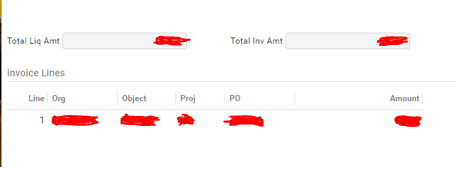 Total Liq Amt Total Inv Amt
Invoice Lines
Line Org Object Proj PO Amount
1